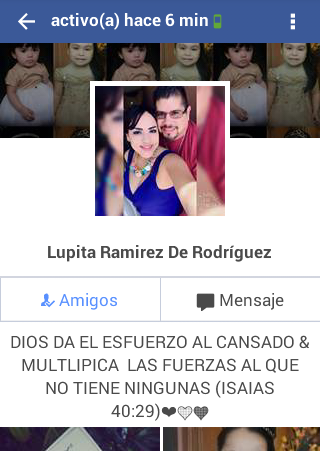 activo(a) hace 6 min
Lupita Ramirez De Rodríguez
Amigos
Mensaje
DIOS DA EL ESFUERZO AL CANSADO &
MULTLIPICA LAS FUERZAS AL QUE
NO TIENE NINGUNAS (ISAIAS
40:29)❤💛💓